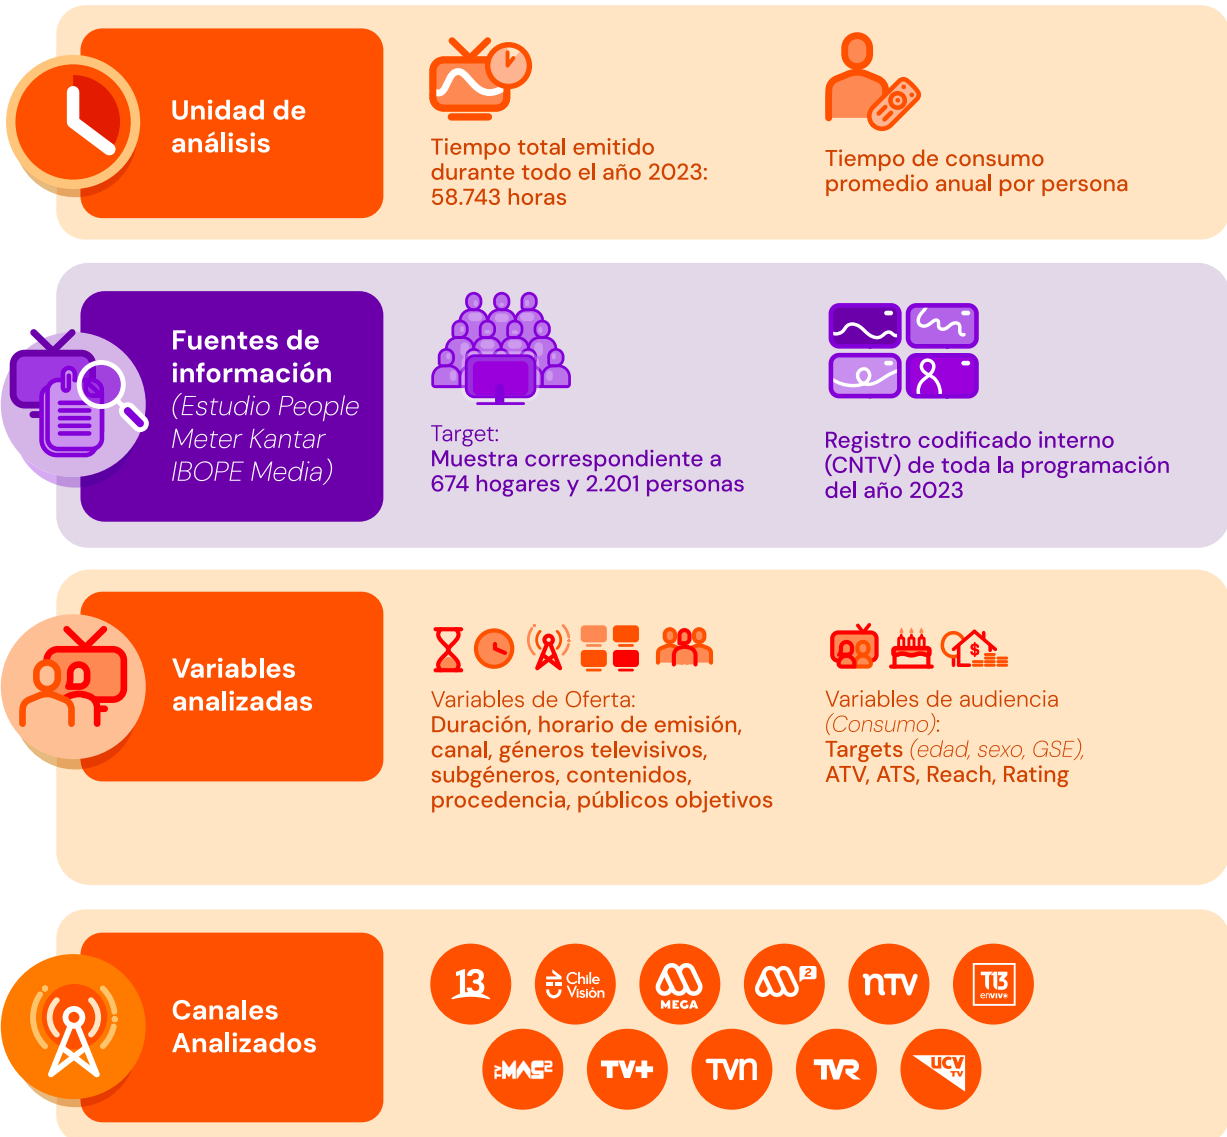 Unidad de
análisis
Tiempo total emitido
durante todo el año 2023:
58.743 horas
Tiempo de consumo
promedio anual por persona
Fuentes de
información
(Estudio People
Meter Kantar
IBOPE Media)
Target:
Muestra correspondiente a
674 hogares y 2.201 personas
Registro codificado interno
(CNTV) de toda la programación
del año 2023
Variables
analizadas
$
Variables de Oferta:
Duración, horario de emisión,
canal, géneros televisivos,
subgéneros, contenidos,
procedencia, públicos objetivos
Variables de audiencia
(Consumo):
Targets (edad, sexo, GSE),
ATV, ATS, Reach, Rating
Canales
Analizados
13
Chile
Visión
MEGA
2
nTV
T13
envivo
TV MAS2
TV+
TVN
TVR
UCV
TV